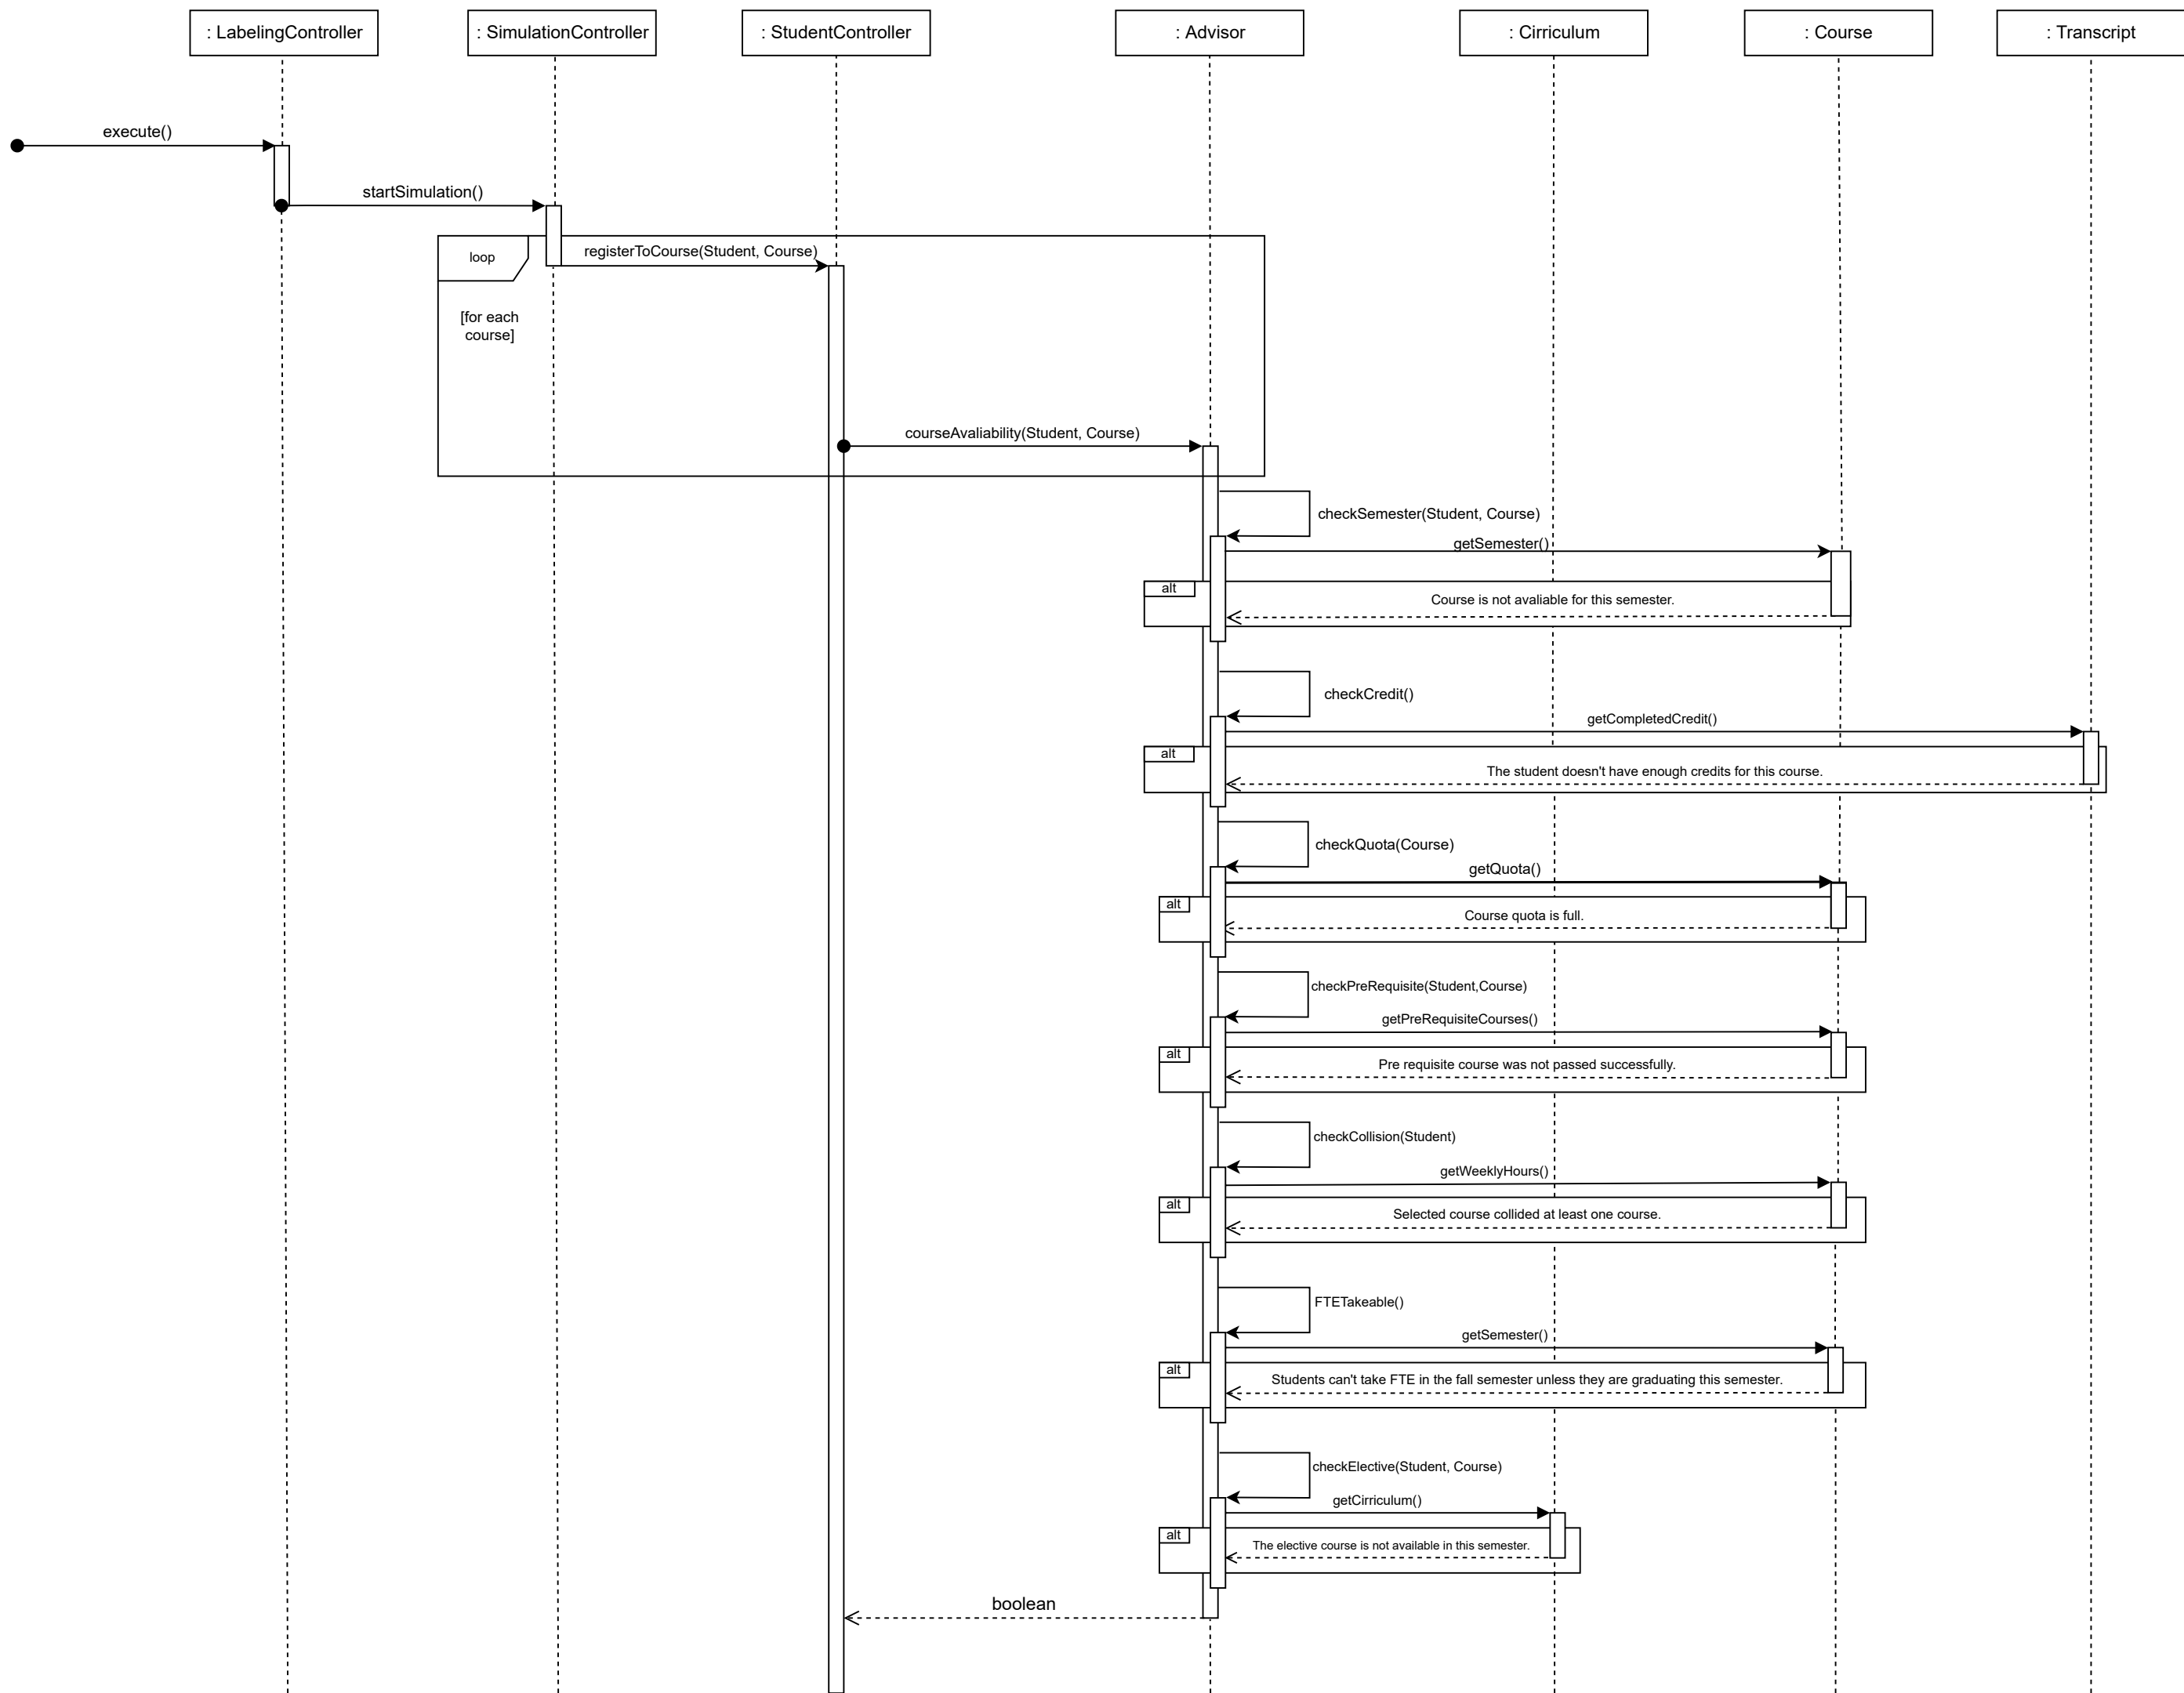 : LabelingController
: SimulationController
: StudentController
: Advisor
: Cirriculum
: Course
: Transcript
execute()
startSimulation()
loop
registerToCourse(Student, Course)
[for each
course]
courseAvaliability(Student, Course)
checkSemester(Student, Course)
getSemester()
alt
Course is not avaliable for this semester.
checkCredit()
getCompletedCredit()
alt
The student doesn't have enough credits for this course.
checkQuota(Course)
getQuota()
alt
Course quota is full.
checkPreRequisite(Student,Course)
getPreRequisiteCourses()
alt
Pre requisite course was not passed successfully.
checkCollision(Student)
getWeeklyHours()
alt
Selected course collided at least one course.
FTETakeable()
getSemester()
alt
Students can't take FTE in the fall semester unless they are graduating this semester.
checkElective(Student, Course)
getCirriculum()
alt
The elective course is not available in this semester.
boolean